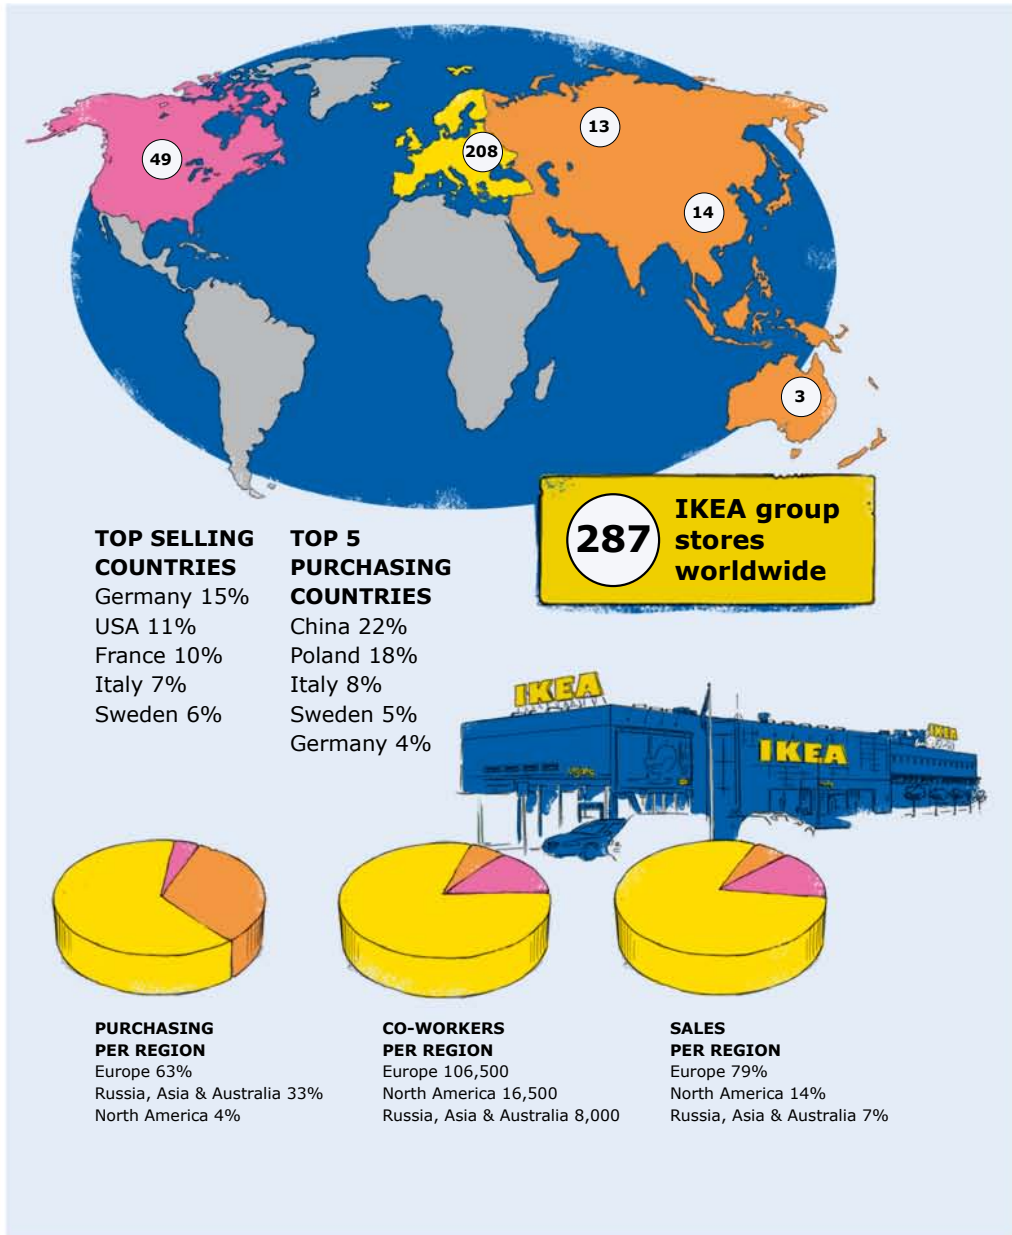 49
208
13
14
3
287
IKEA group
stores
worldwide
TOP SELLING
COUNTRIES
Germany 15%
USA 11%
France 10%
Italy 7%
Sweden 6%
TOP 5
PURCHASING
COUNTRIES
China 22%
Poland 18%
Italy 8%
Sweden 5%
Germany 4%
IKEA
IKEA
IKEA
PURCHASING
PER REGION
Europe 63%
Russia, Asia & Australia 33%
North America 4%
CO-WORKERS
PER REGION
Europe 106,500
North America 16,500
Russia, Asia & Australia 8,000
SALES
PER REGION
Europe 79%
North America 14%
Russia, Asia & Australia 7%